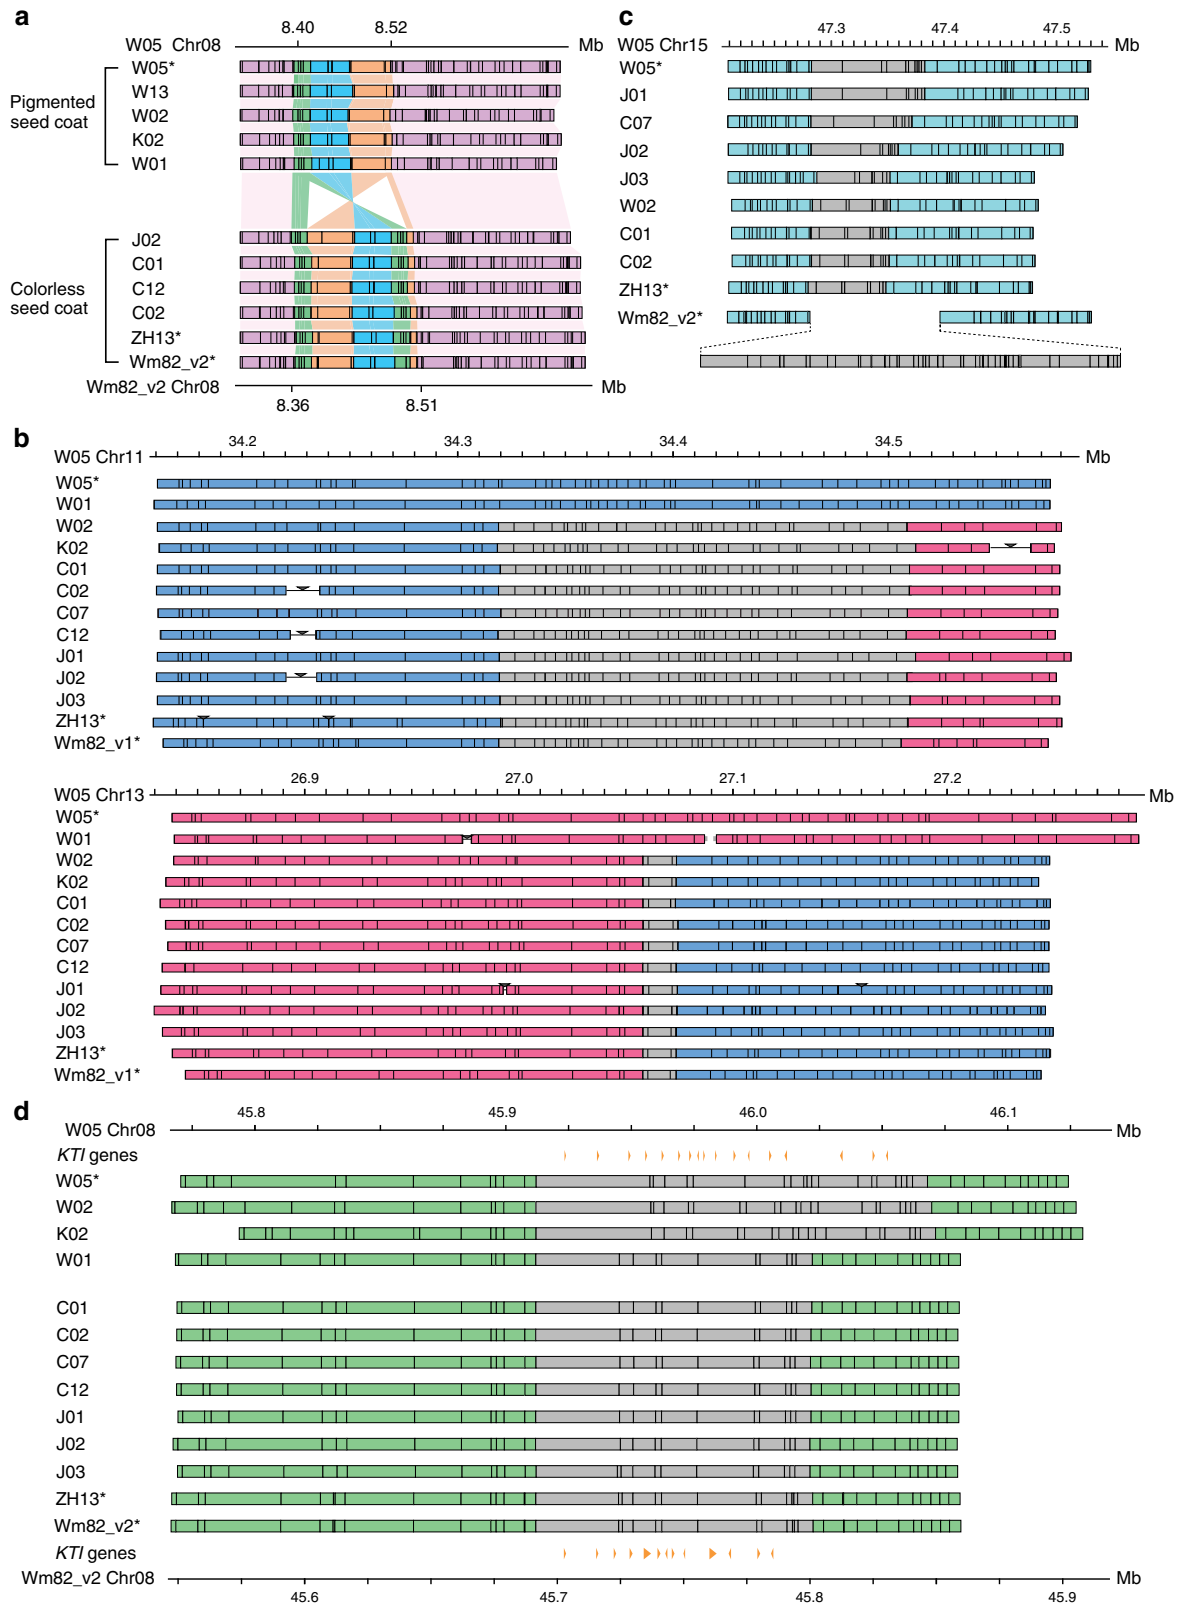 a
8.40 8.52
W05 Chr08 Mb
Pigmented
seed coat
W05*
W13
W02
K02
W01
Colorless
seed coat
J02
C01
C12
C02
ZH13*
Wm82_v2*
Wm82_v2 Chr08 Mb
8.36 8.51
c
47.3 47.4 47.5
W05 Chr15 Mb
W05*
J01
C07
J02
J03
W02
C01
C02
ZH13*
Wm82_v2*
b
34.2 34.3 34.4 34.5
W05 Chr11 Mb
W05*
W01
W02
K02
C01
C02
C07
C12
J01
J02
J03
ZH13*
Wm82_v1*
26.9 27.0 27.1 27.2
W05 Chr13 Mb
W05*
W01
W02
K02
C01
C02
C07
C12
J01
J02
J03
ZH13*
Wm82_v1*
d
45.8 45.9 46.0 46.1
W05 Chr08 Mb
KTI genes
W05*
W02
K02
W01
C01
C02
C07
C12
J01
J02
J03
ZH13*
Wm82_v2*
KTI genes
Wm82_v2 Chr08 Mb
45.6 45.7 45.8 45.9